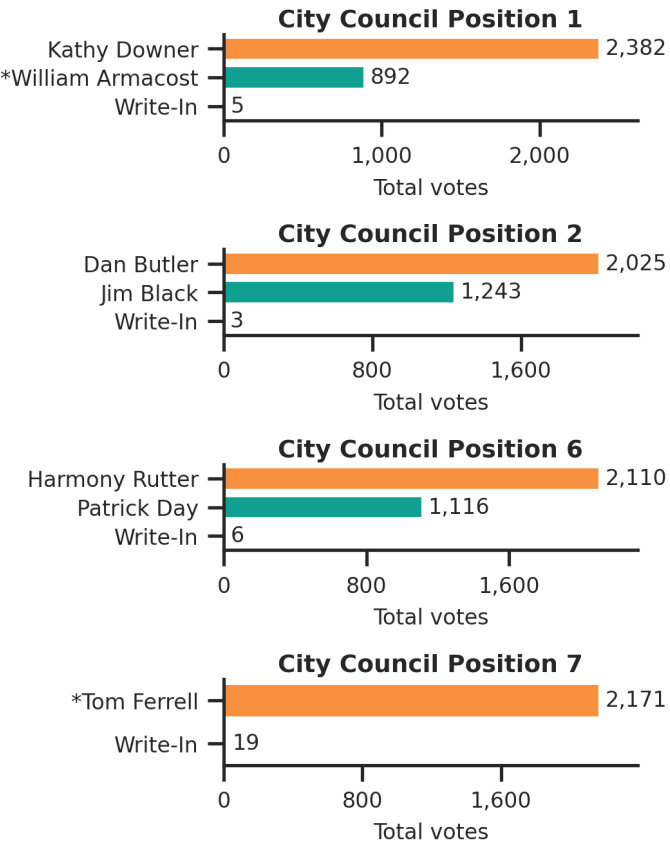 City Council Position 1
Kathy Downer 2,382
*William Armacost 892
Write-In 5
0 1,000 2,000
Total votes
City Council Position 2
Dan Butler 2,025
Jim Black 1,243
Write-In 3
0 800 1,600
Total votes
City Council Position 6
Harmony Rutter 2,110
Patrick Day 1,116
Write-In 6
0 800 1,600
Total votes
City Council Position 7
*Tom Ferrell 2,171
Write-In 19
0 800 1,600
Total votes